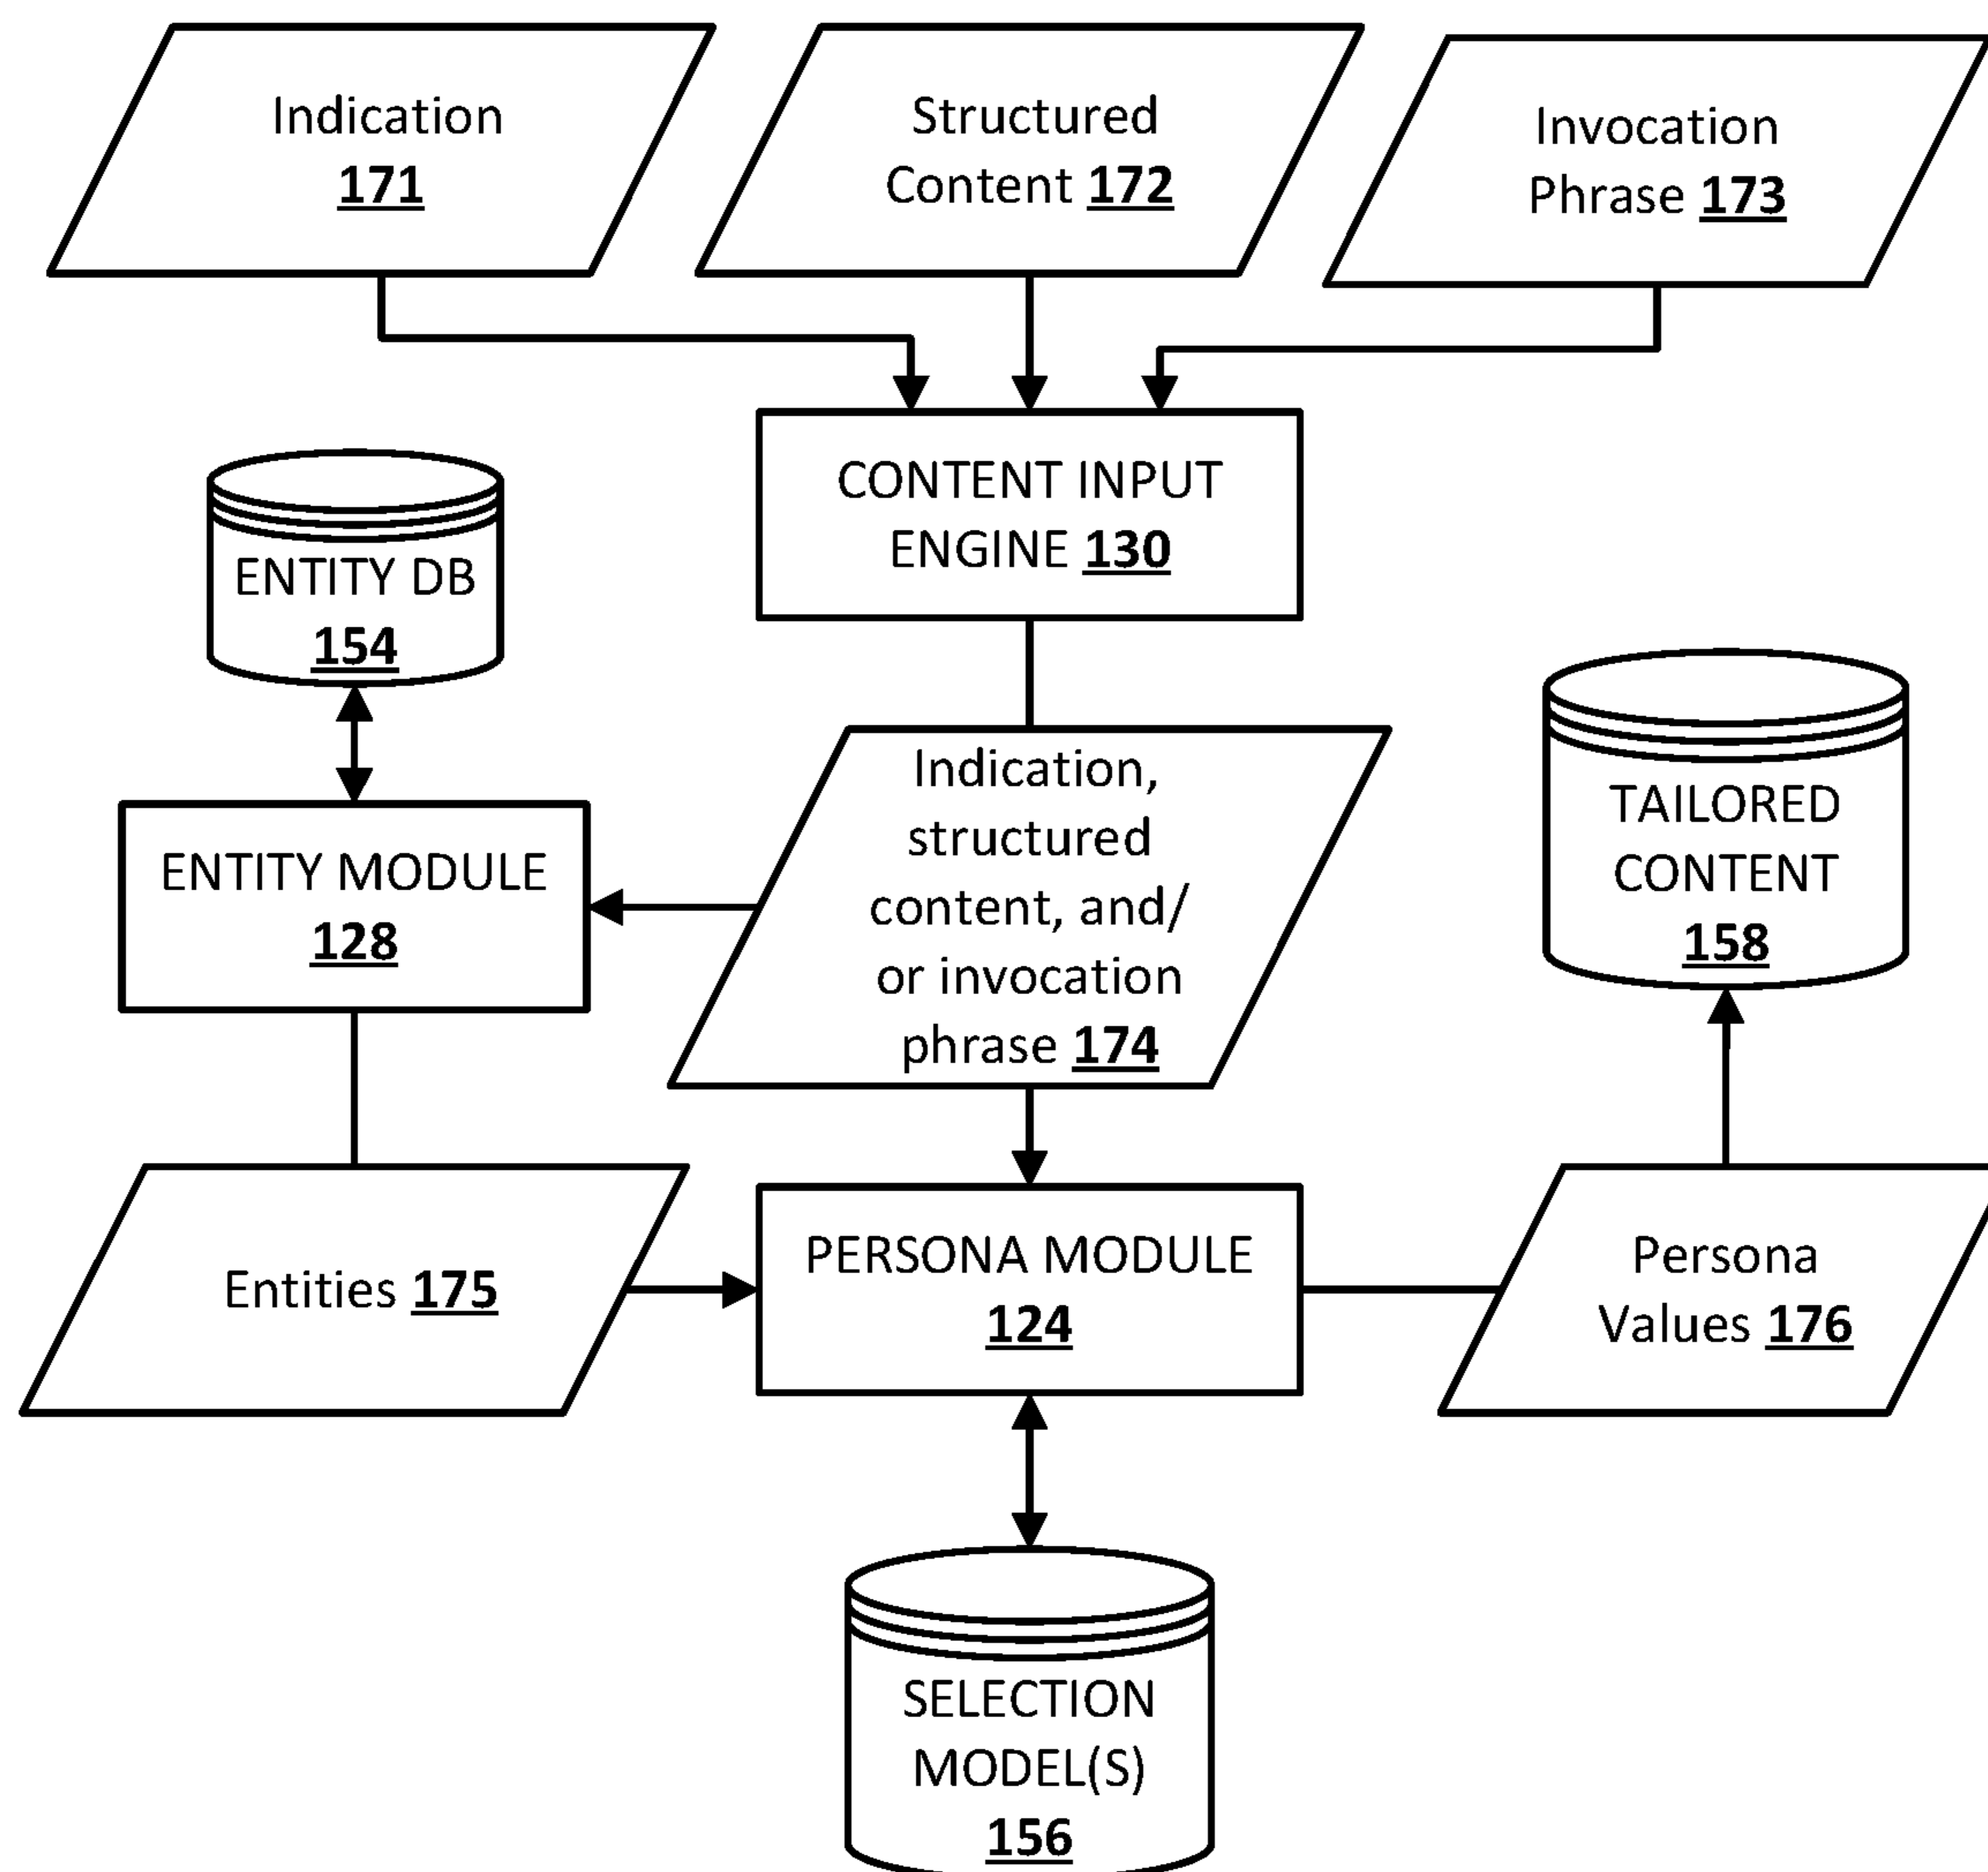 Indication
171
Structured
Content 172
Invocation
Phrase 173
CONTENT INPUT
ENGINE 130
ENTITY DB
154
Indication,
structured
content, and/
or invocation
phrase 174
TAILORED
CONTENT
158
ENTITY MODULE
128
Entities 175
PERSONA MODULE
124
Persona
Values 176
SELECTION
MODEL(S)
156